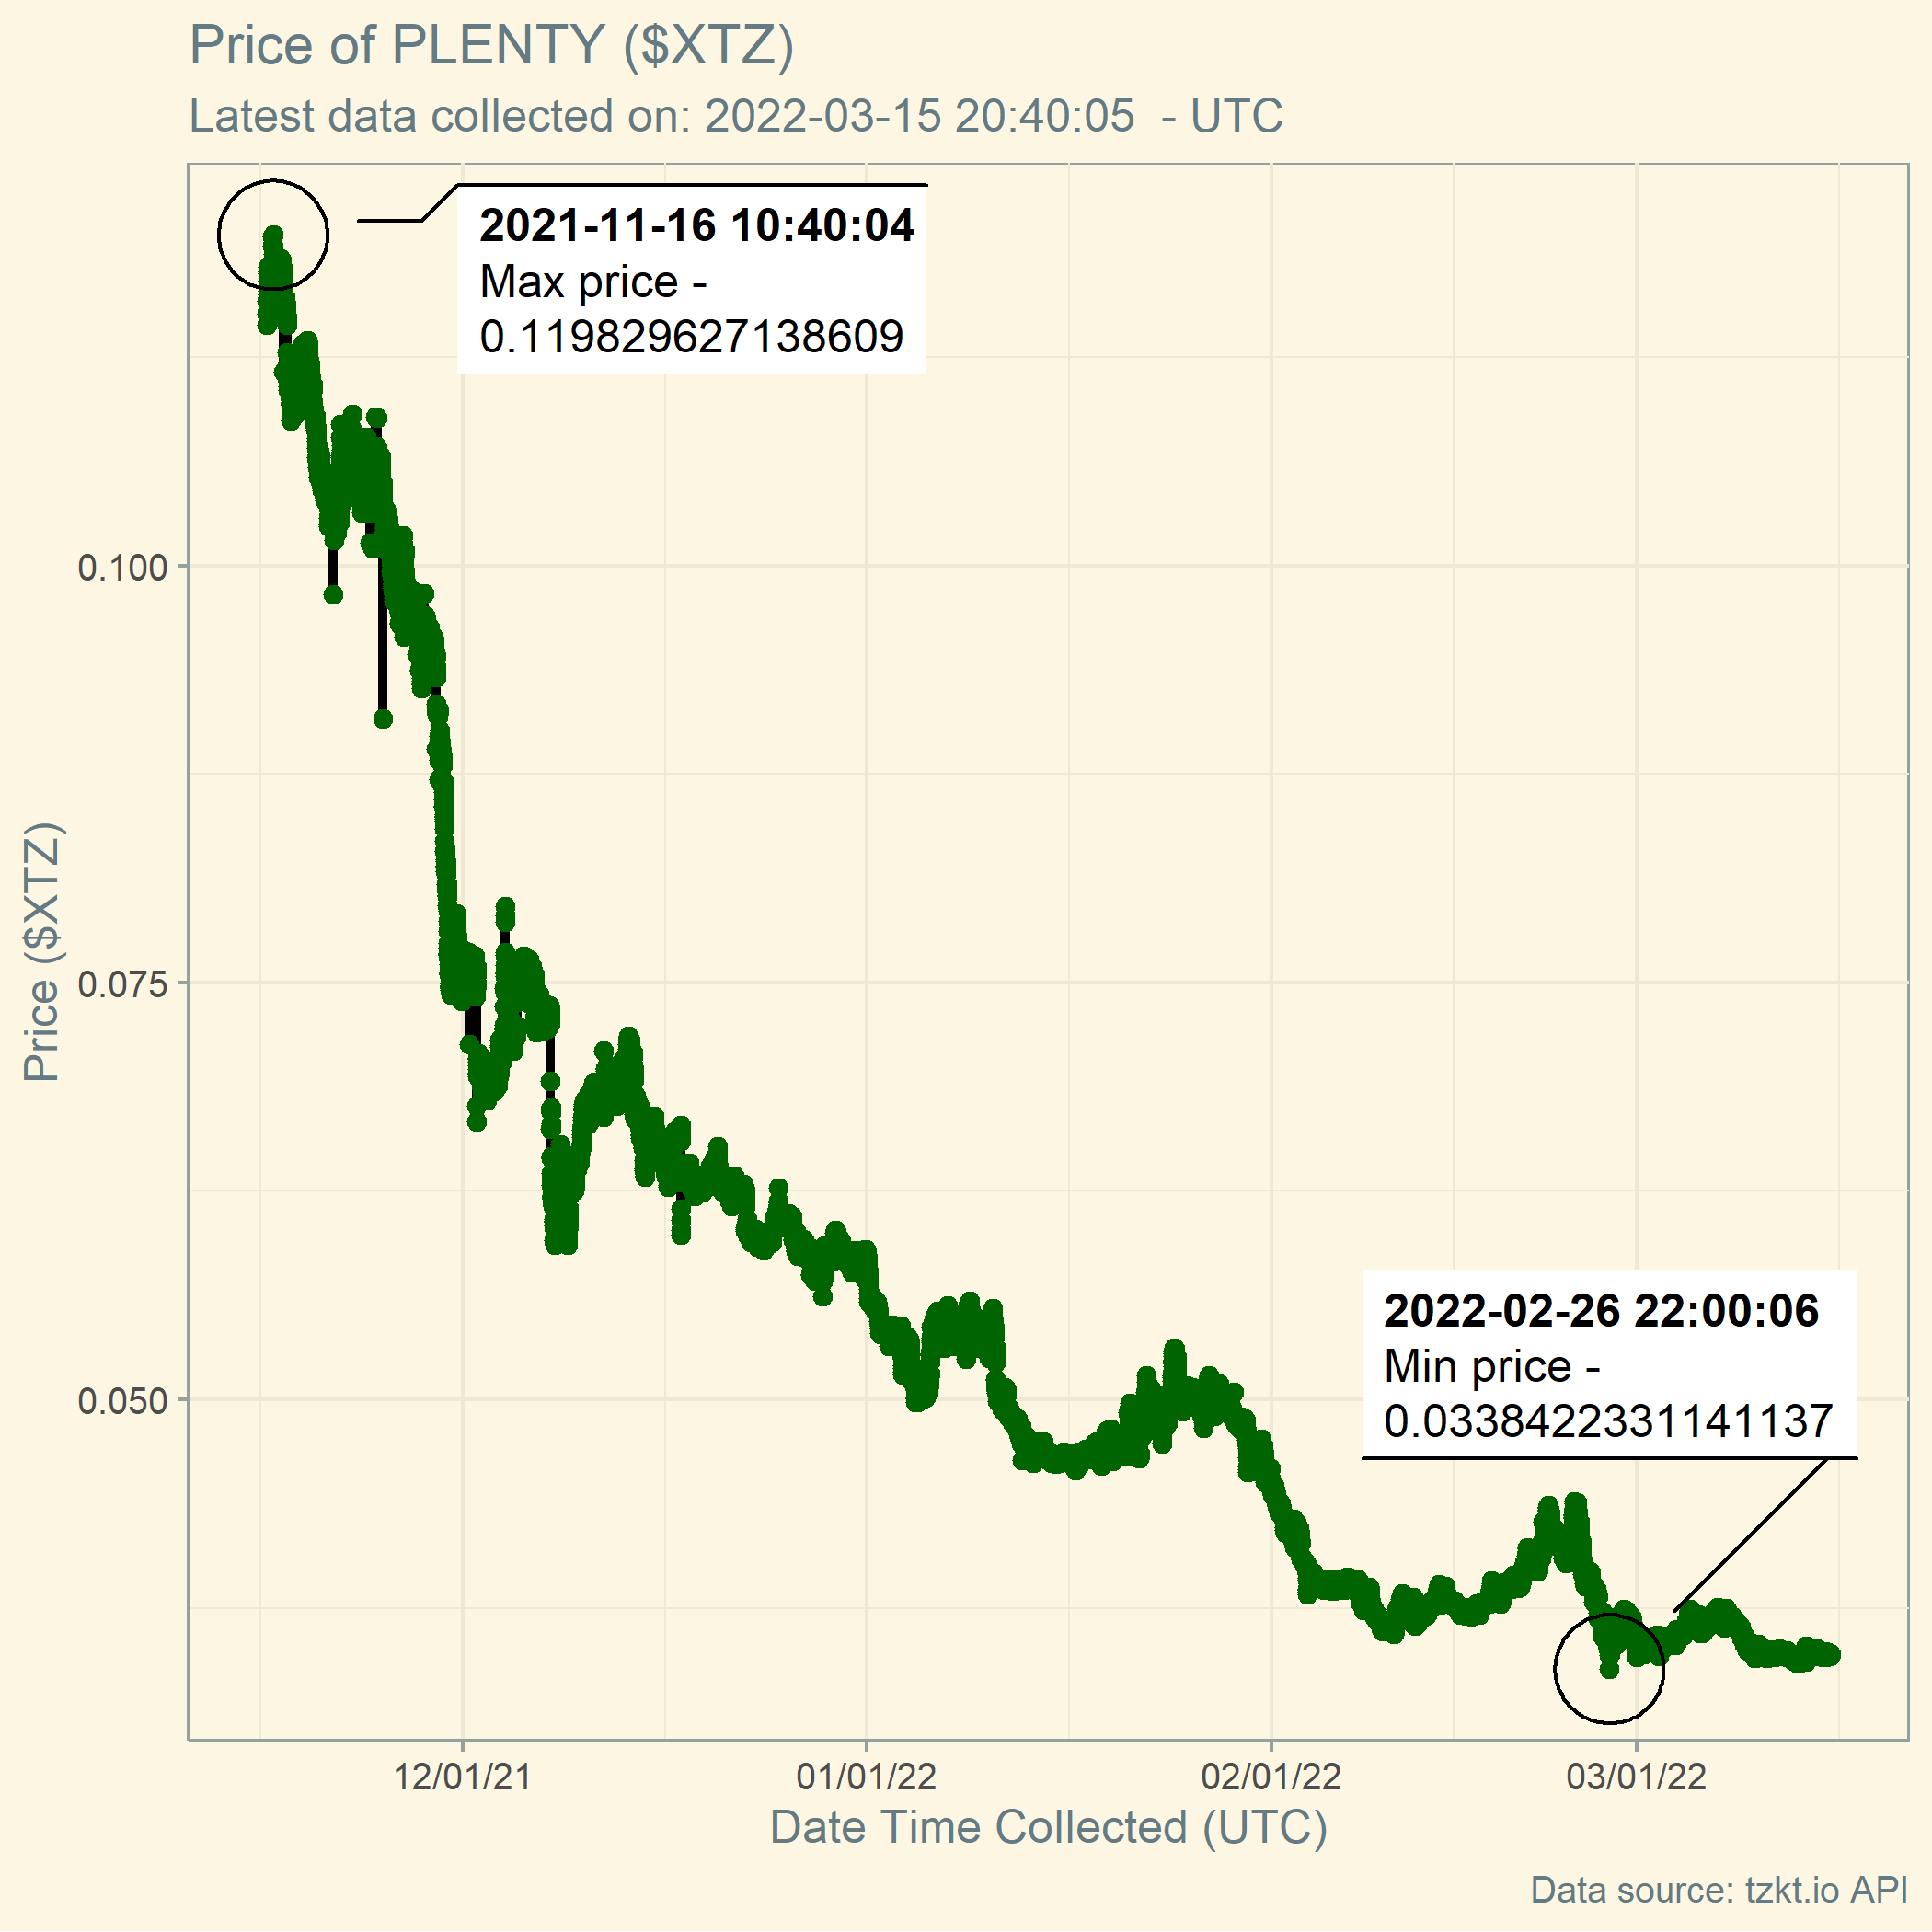 Price of PLENTY ($XTZ)
Latest data collected on: 2022-03-15 20:40:05  - UTC
2021-11-16 10:40:04
Max price -
0.119829627138609
0.100
0.075
0.050
Price ($XTZ)
2022-02-26 22:00:06
Min price -
0.0338422331141137
12/01/21
01/01/22
02/01/22
03/01/22
Date Time Collected (UTC)
Data source: tzkt.io API